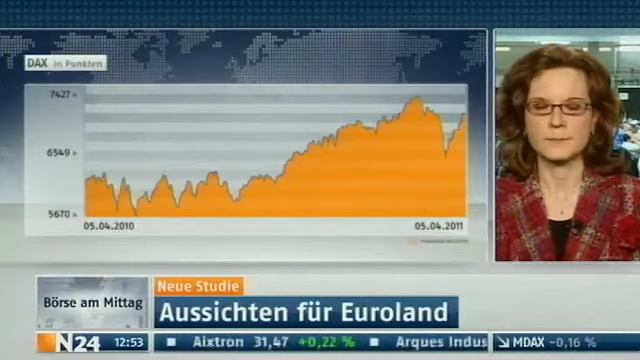 DAX in Punkten
7427
6549
5670
05.04.2010
05.04.2011
Börse am Mittag
Neue Studie
Aussichten für Euroland
N24 12:53
Aixtron 31,47 +0,22 % Arques Indus
MDAX -0,16 %